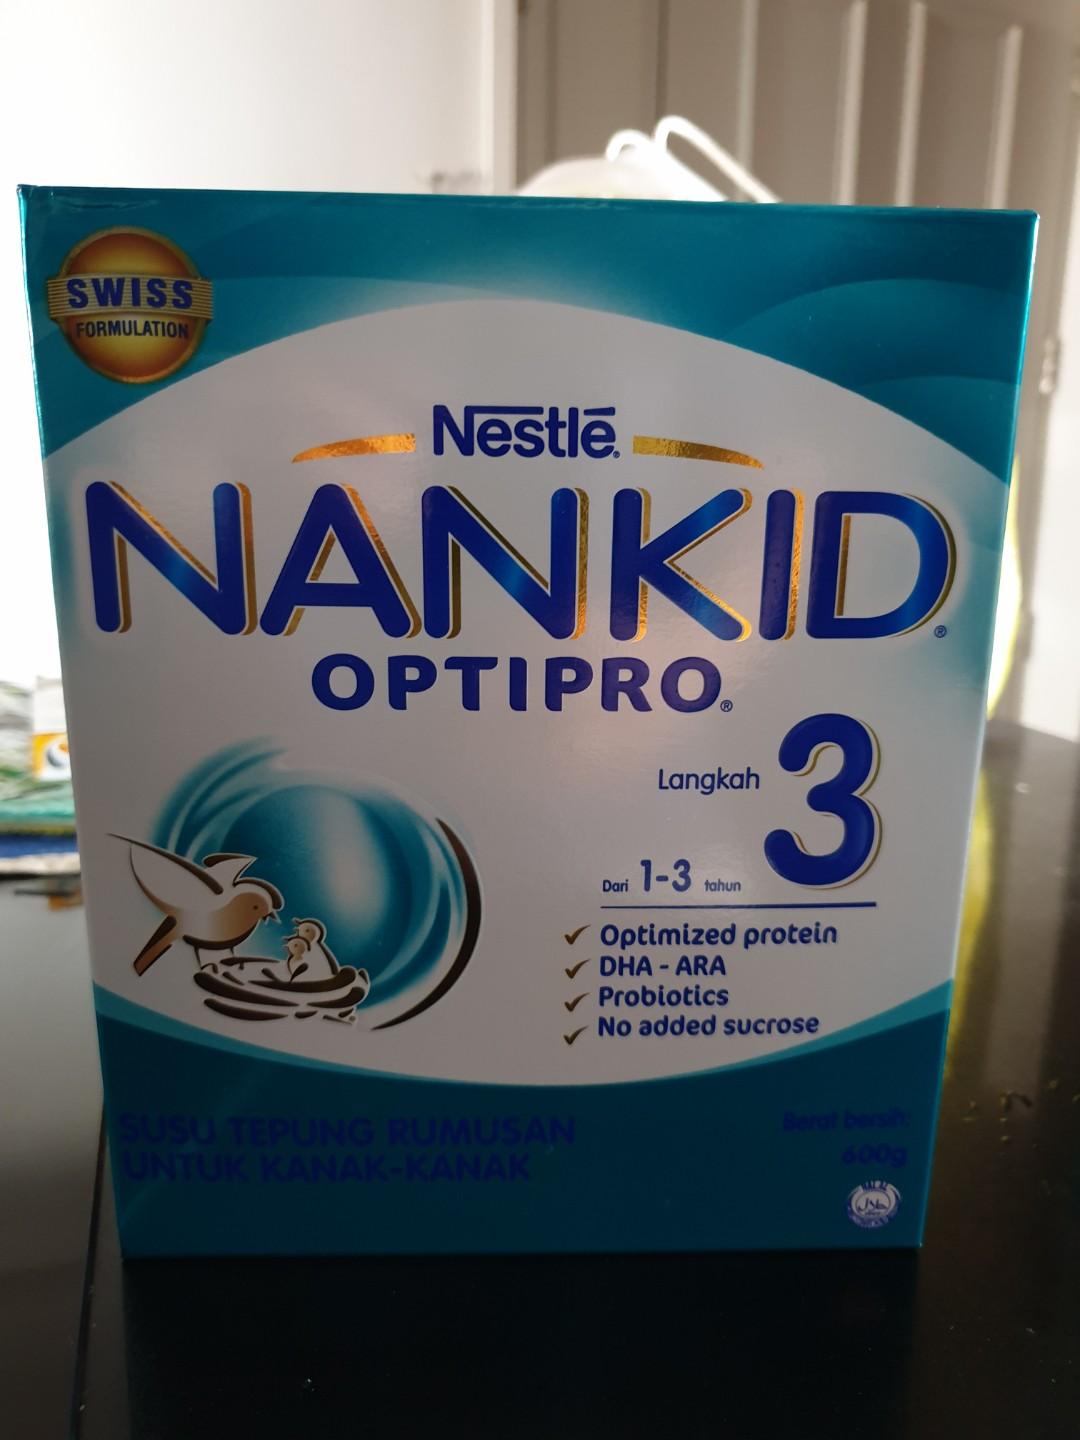 SWISS
FORMULATION
Nestlé®
NANKID®
OPTIPRO®
Langkah 3
Dari 1-3 tahun
Optimized protein
DHA - ARA
Probiotics
No added sucrose
SUSU TEPUNG RUMUSAN
UNTUK KANAK-KANAK
Berat bersih:
600g
حلال